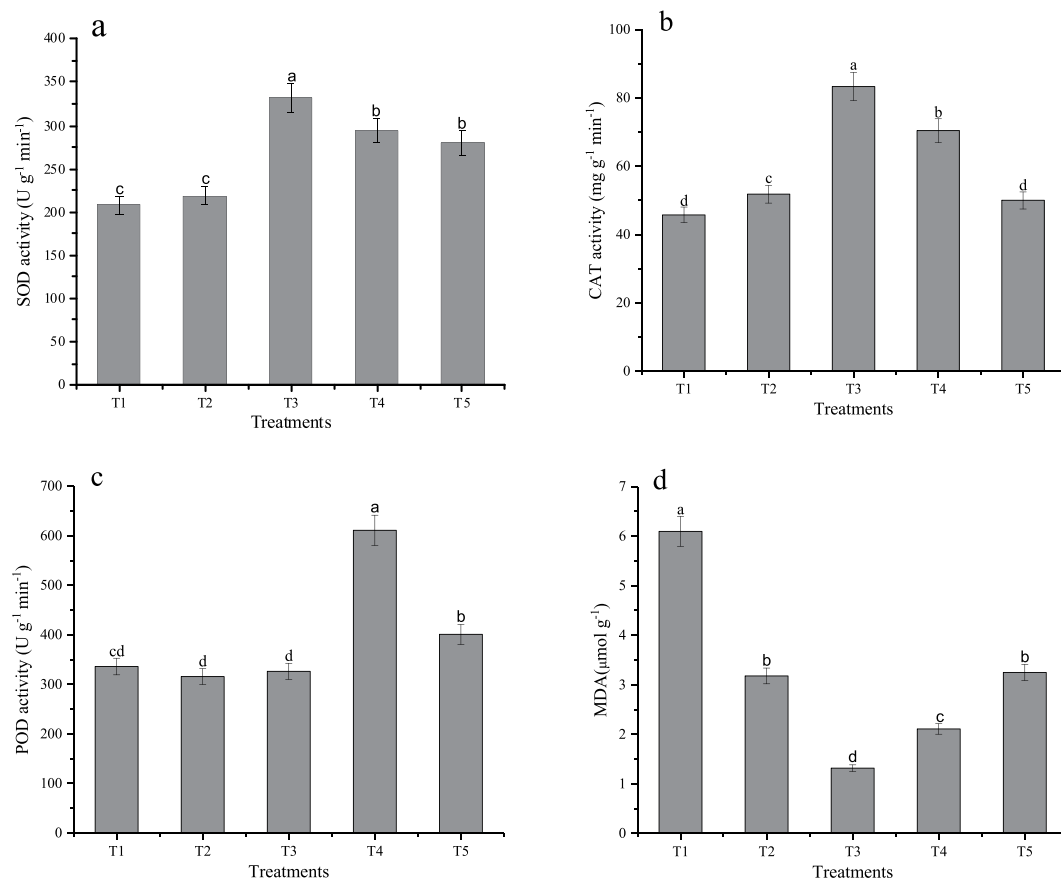 a
400
350
300
250
200
150
100
50
0
SOD activity (U g-1 min-1)
c
c
a
b
b
T1 T2 T3 T4 T5
Treatments
b
100
80
60
40
20
0
CAT activity (mg g-1 min-1)
d
c
a
b
d
T1 T2 T3 T4 T5
Treatments
c
700
600
500
400
300
200
100
0
POD activity (U g-1 min-1)
cd
d
d
a
b
T1 T2 T3 T4 T5
Treatments
d
7
6
5
4
3
2
1
0
MDA(μmol g-1)
a
b
d
c
b
T1 T2 T3 T4 T5
Treatments